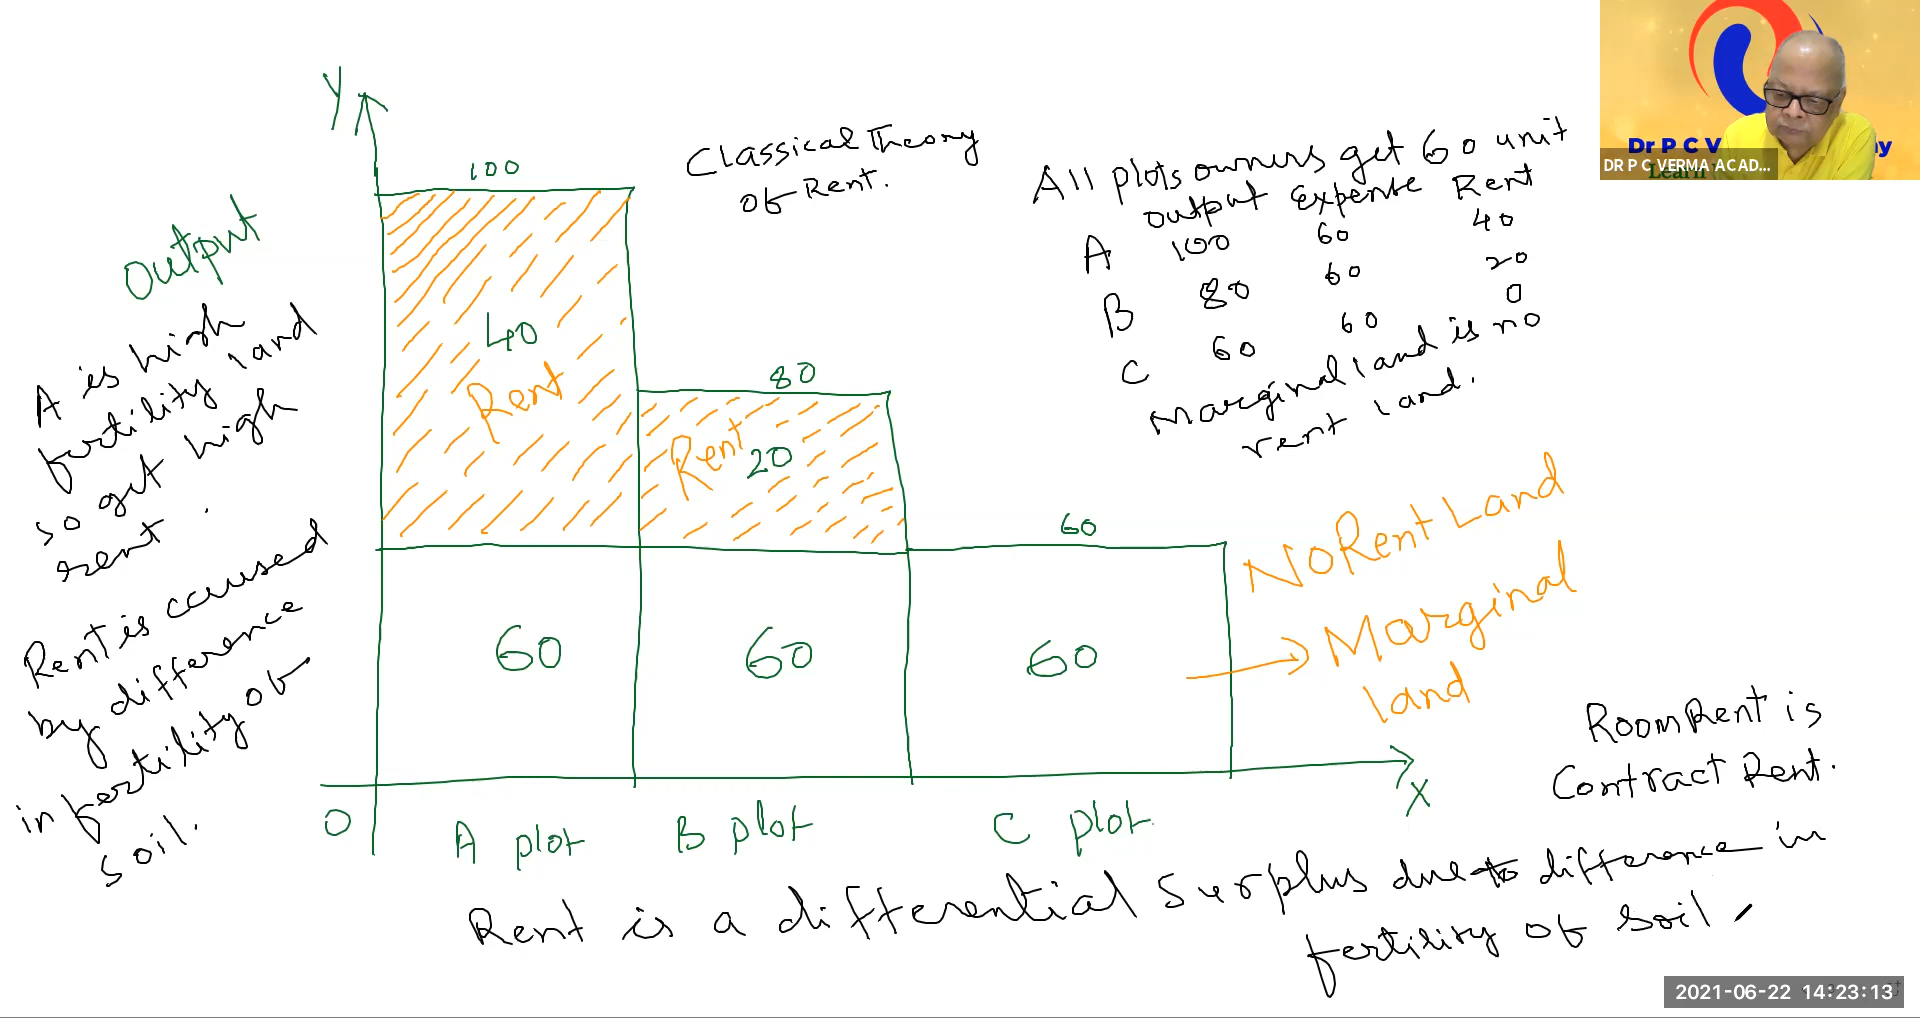 Y
100
Classical Theory
of Rent.
All plots owners get 60 unit
output Expense Rent
A 100 60 40
B 80 60 20
C 60 60 0
Marginal land is no
rent land.
Output
A is high
fertility land
so get high
rent.
Rent is caused
by difference
in fertility of
soil.
40
Rent
80
Rent
20
60
60
60
60
No Rent Land
Marginal
land
Room Rent is
Contract Rent.
O
X
A plot
B plot
C plot
Rent is a differential surplus due to difference in
fertility of soil
Dr P C V
ny
DR P C VERMA ACAD...
Learn
2021-06-22 14:23:13